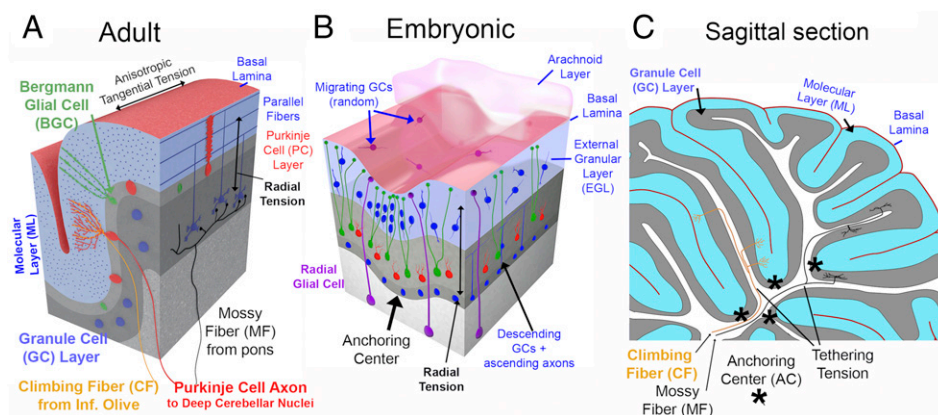 A
Adult
Anisotropic
Tangential Tension
Basal
Lamina
Bergmann
Glial Cell
(BGC)
Parallel
Fibers
Purkinje
Cell (PC)
Layer
Radial
Tension
Molecular
Layer (ML)
Granule Cell
(GC) Layer
Mossy
Fiber (MF)
from pons
Climbing Fiber (CF)
from Inf. Olive
Purkinje Cell Axon
to Deep Cerebellar Nuclei
B
Embryonic
Migrating GCs
(random)
Arachnoid
Layer
Basal
Lamina
External
Granular
Layer (EGL)
Radial
Glial Cell
Anchoring
Center
Radial
Tension
Descending
GCs +
ascending axons
C
Sagittal section
Granule Cell
(GC) Layer
Molecular
Layer (ML)
Basal
Lamina
*
*
*
*
Climbing
Fiber (CF)
Mossy
Fiber (MF)
Anchoring
Center (AC)
*
Tethering
Tension